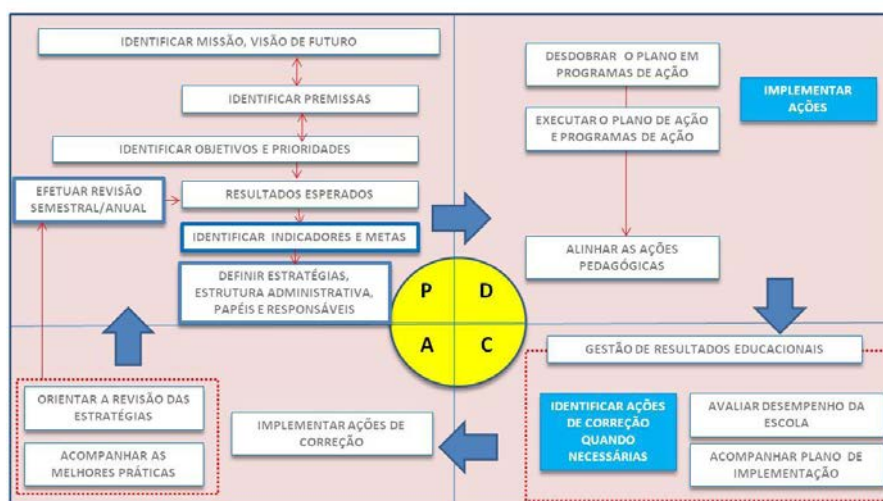 IDENTIFICAR MISSÃO, VISÃO DE FUTURO
IDENTIFICAR PREMISSAS
IDENTIFICAR OBJETIVOS E PRIORIDADES
EFETUAR REVISÃO
SEMESTRAL/ANUAL
RESULTADOS ESPERADOS
IDENTIFICAR INDICADORES E METAS
DEFINIR ESTRATÉGIAS,
ESTRUTURA ADMINISTRATIVA,
PAPÉIS E RESPONSÁVEIS
DESDOBRAR O PLANO EM
PROGRAMAS DE AÇÃO
IMPLEMENTAR
AÇÕES
EXECUTAR O PLANO DE AÇÃO
E PROGRAMAS DE AÇÃO
ALINHAR AS AÇÕES
PEDAGÓGICAS
P D
A C
GESTÃO DE RESULTADOS EDUCACIONAIS
IDENTIFICAR AÇÕES
DE CORREÇÃO
QUANDO
NECESSÁRIAS
AVALIAR DESEMPENHO DA
ESCOLA
ACOMPANHAR PLANO DE
IMPLEMENTAÇÃO
IMPLEMENTAR AÇÕES DE
CORREÇÃO
ORIENTAR A REVISÃO DAS
ESTRATÉGIAS
ACOMPANHAR AS
MELHORES PRÁTICAS